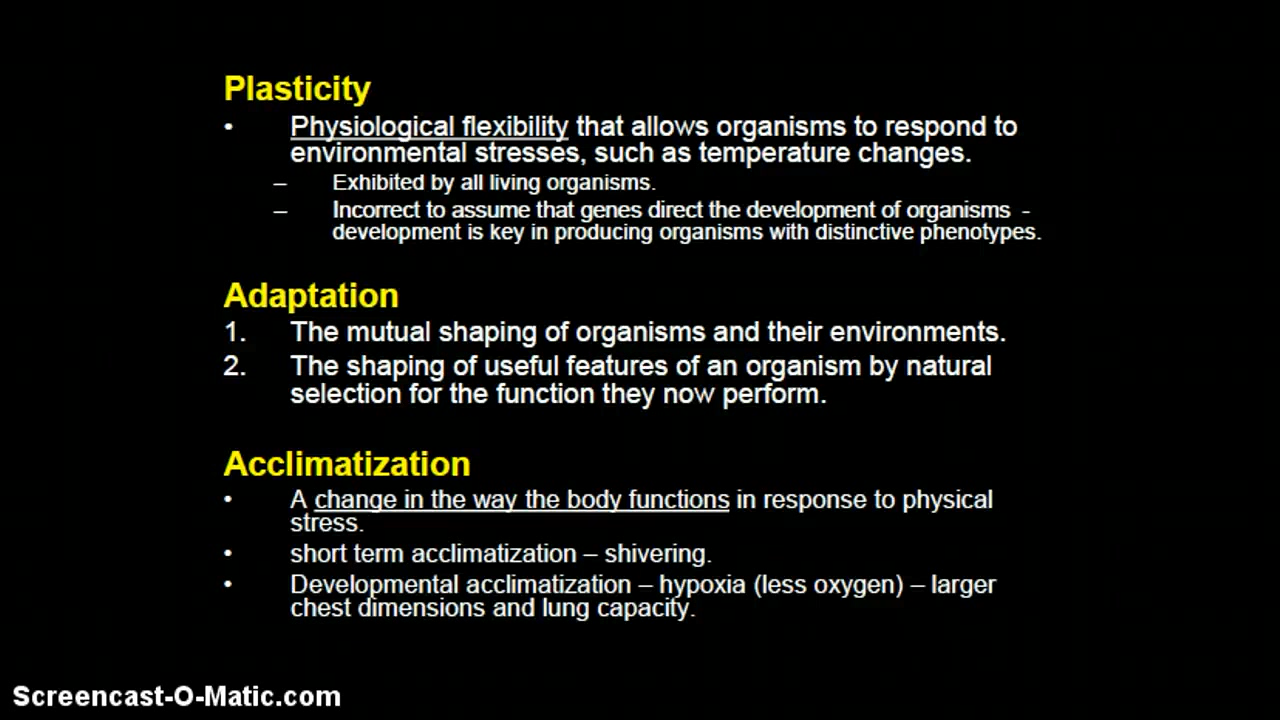 Plasticity
• Physiological flexibility that allows organisms to respond to
environmental stresses, such as temperature changes.
– Exhibited by all living organisms.
– Incorrect to assume that genes direct the development of organisms -
development is key in producing organisms with distinctive phenotypes.
Adaptation
1. The mutual shaping of organisms and their environments.
2. The shaping of useful features of an organism by natural
selection for the function they now perform.
Acclimatization
• A change in the way the body functions in response to physical
stress.
• short term acclimatization – shivering.
• Developmental acclimatization – hypoxia (less oxygen) – larger
chest dimensions and lung capacity.
Screencast-O-Matic.com